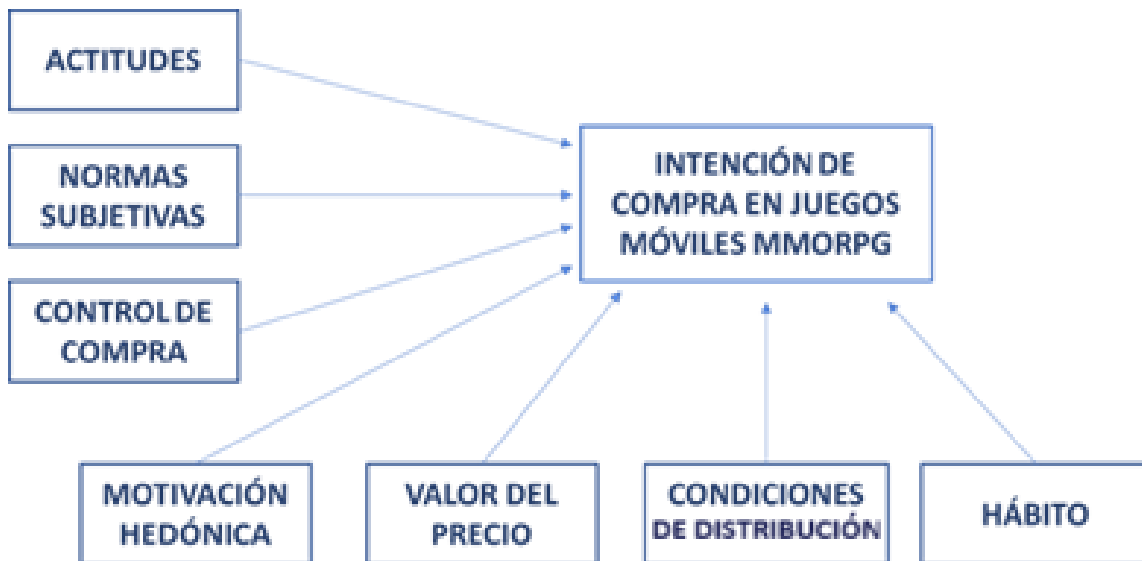 ACTITUDES
NORMAS
SUBJETIVAS
CONTROL DE
COMPRA
INTENCIÓN DE
COMPRA EN JUEGOS
MÓVILES MMORPG
MOTIVACIÓN
HEDÓNICA
VALOR DEL
PRECIO
CONDICIONES
DE DISTRIBUCIÓN
HÁBITO